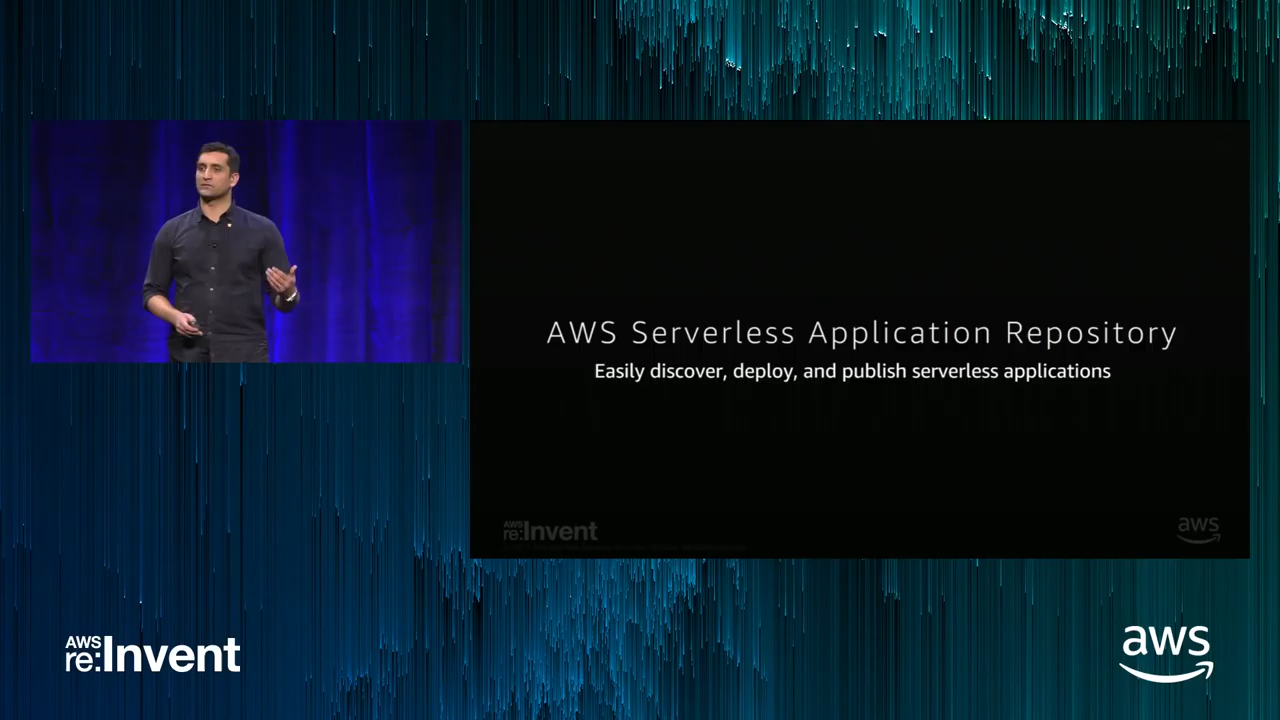 AWS Serverless Application Repository
Easily discover, deploy, and publish serverless applications
AWS
re:Invent
aws
AWS
re:Invent
aws